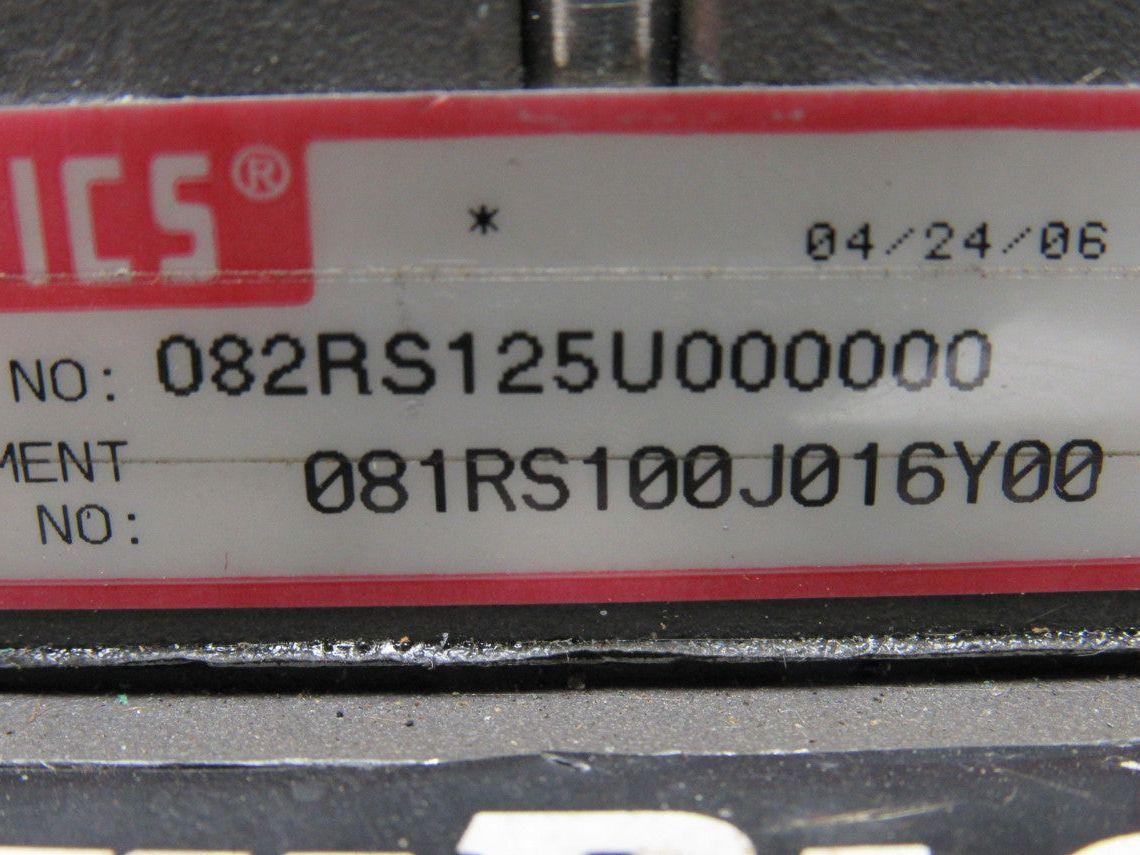 ICS®
* 04/24/06
NO: 082RS125U000000
MENT
NO: 081RS100J016Y00